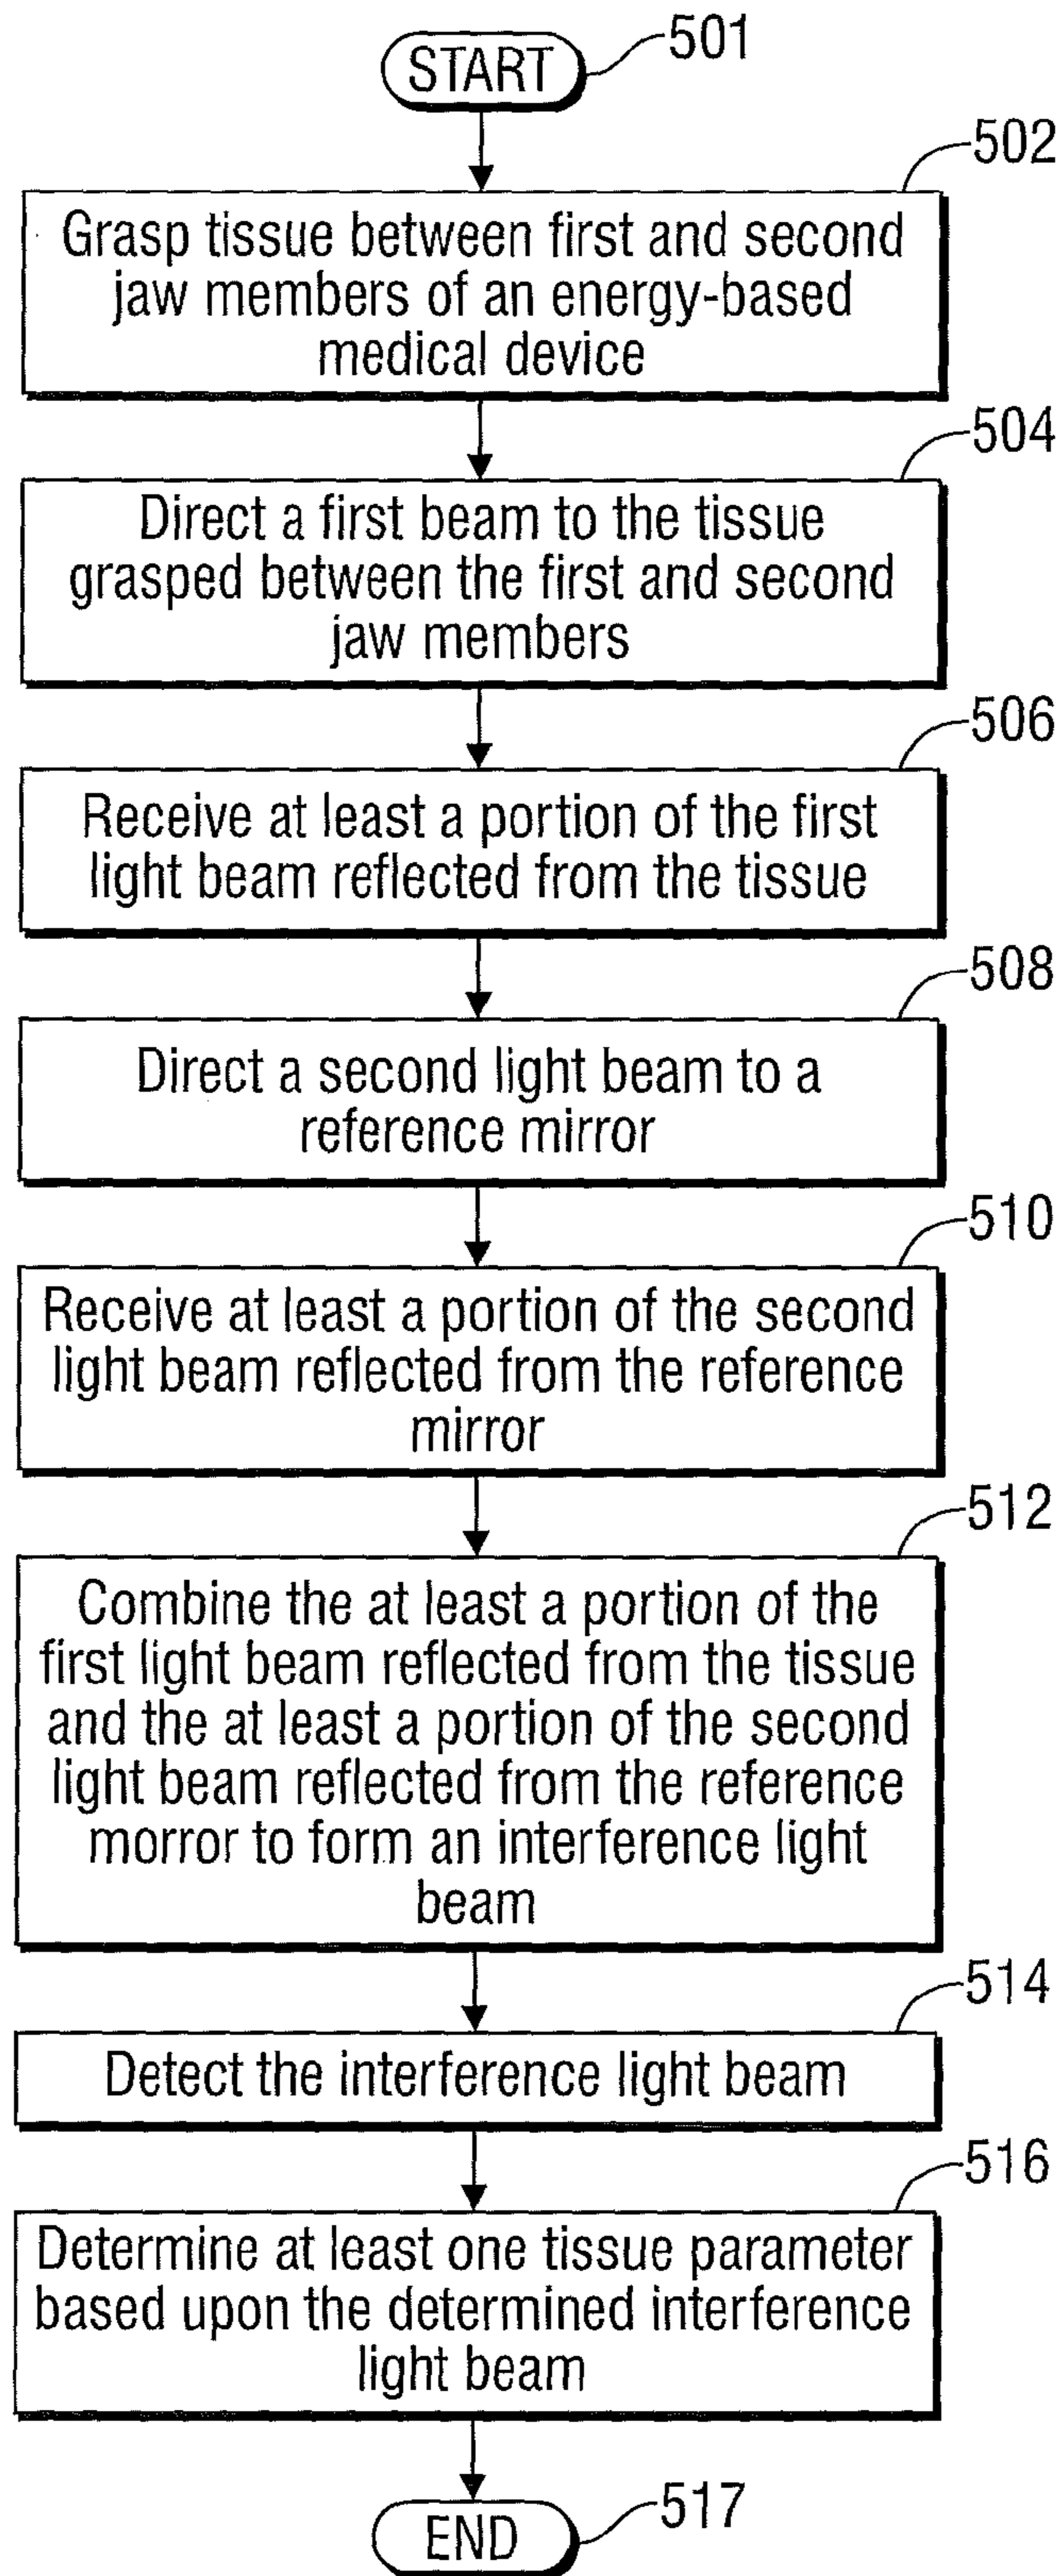 START
501
502
Grasp tissue between first and second
jaw members of an energy-based
medical device
504
Direct a first beam to the tissue
grasped between the first and second
jaw members
506
Receive at least a portion of the first
light beam reflected from the tissue
508
Direct a second light beam to a
reference mirror
510
Receive at least a portion of the second
light beam reflected from the reference
mirror
512
Combine the at least a portion of the
first light beam reflected from the tissue
and the at least a portion of the second
light beam reflected from the reference
morror to form an interference light
beam
514
Detect the interference light beam
516
Determine at least one tissue parameter
based upon the determined interference
light beam
END
517